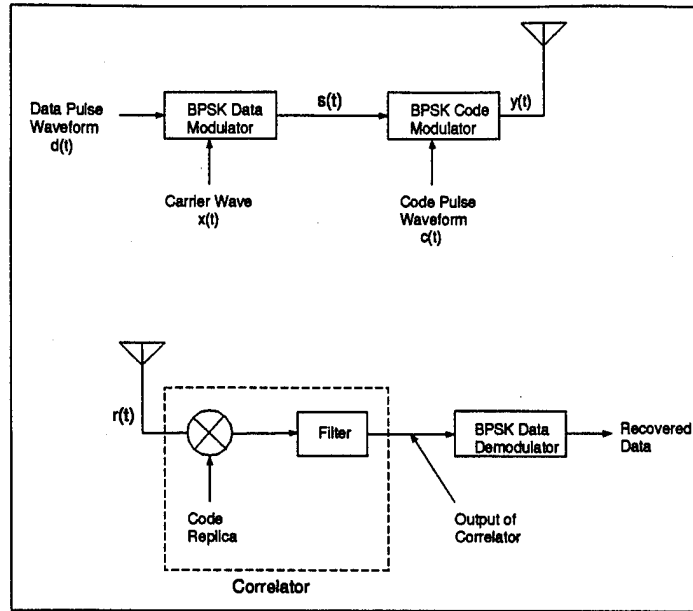 Data Pulse
Waveform
d(t)
BPSK Data
Modulator
s(t)
BPSK Code
Modulator
y(t)
Carrier Wave
x(t)
Code Pulse
Waveform
c(t)
r(t)
Filter
BPSK Data
Demodulator
Recovered
Data
Code
Replica
Output of
Correlator
Correlator